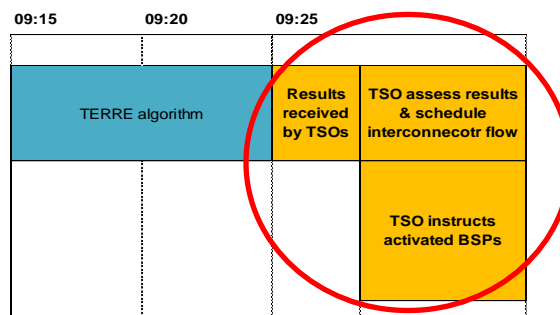 09:15 09:20 09:25
TERRE algorithm
Results
received
by TSOs
TSO assess results
& schedule
interconnecotr flow
TSO instructs
activated BSPs